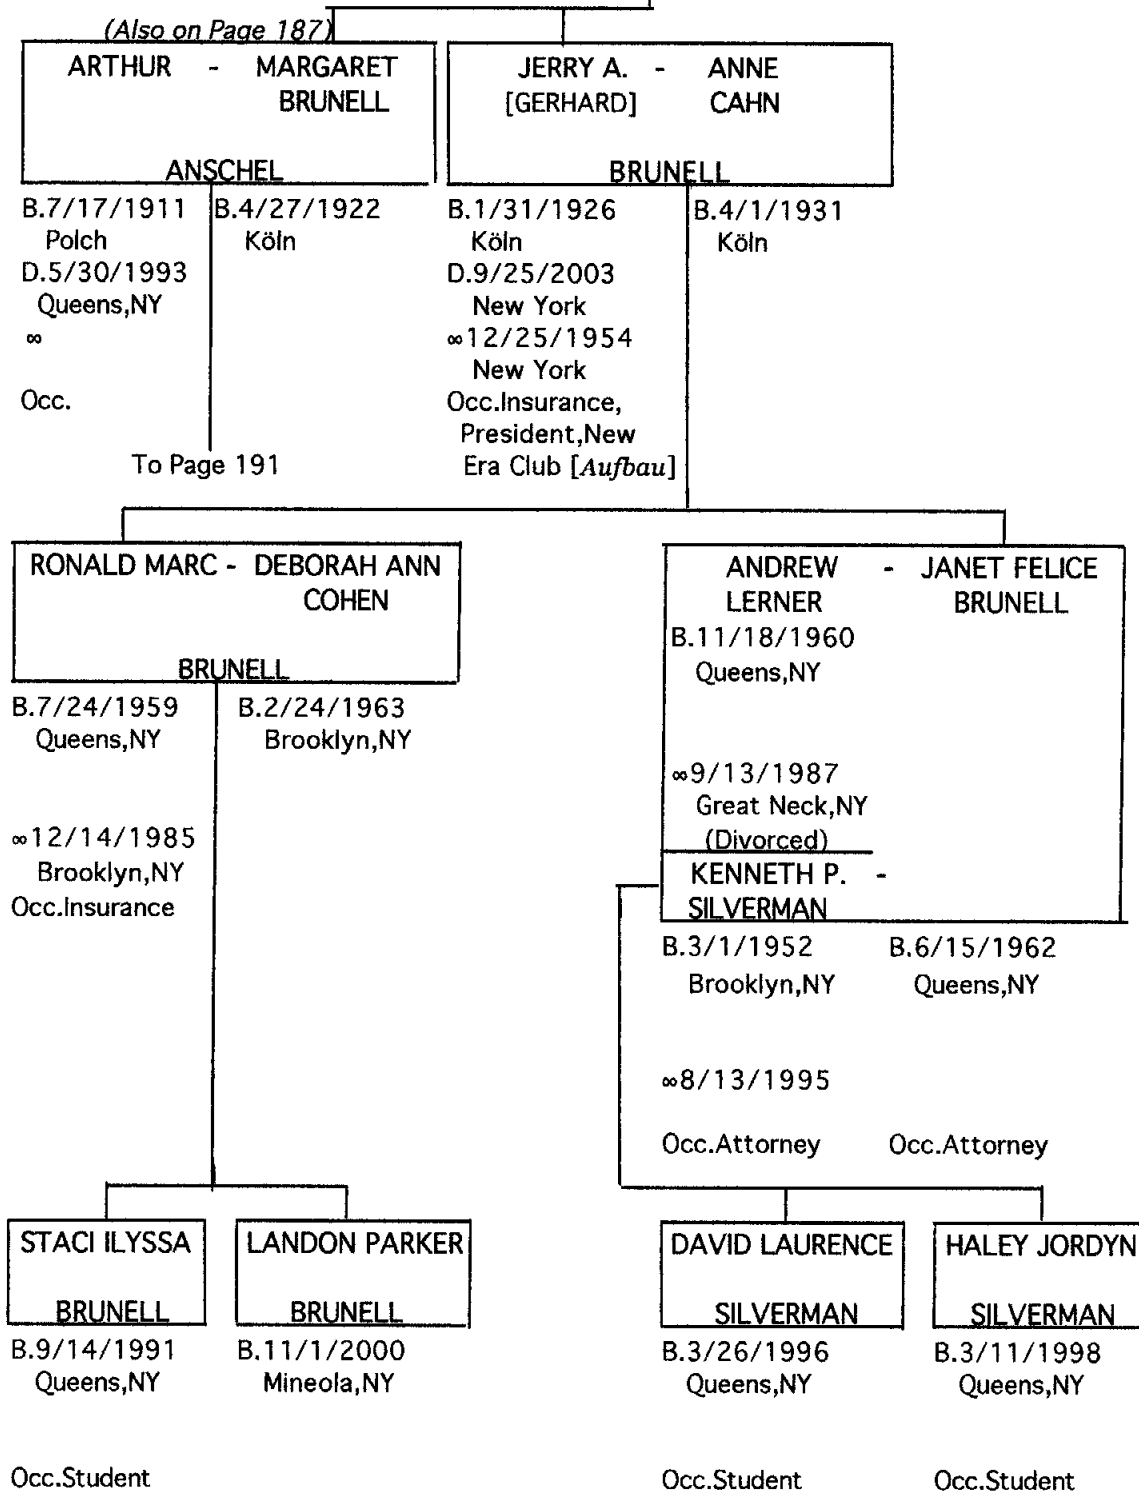 (Also on Page 187)
ARTHUR - MARGARET
BRUNELL
ANSCHEL
B.7/17/1911 B.4/27/1922
Polch Köln
D.5/30/1993
Queens,NY
∞
Occ.
To Page 191
JERRY A. - ANNE
[GERHARD] CAHN
BRUNELL
B.1/31/1926 B.4/1/1931
Köln Köln
D.9/25/2003
New York
∞12/25/1954
New York
Occ.Insurance,
President,New
Era Club [Aufbau]
RONALD MARC - DEBORAH ANN
COHEN
BRUNELL
B.7/24/1959 B.2/24/1963
Queens,NY Brooklyn,NY
∞12/14/1985
Brooklyn,NY
Occ.Insurance
ANDREW - JANET FELICE
LERNER BRUNELL
B.11/18/1960
Queens,NY
∞9/13/1987
Great Neck,NY
(Divorced)
KENNETH P. -
SILVERMAN
B.3/1/1952 B.6/15/1962
Brooklyn,NY Queens,NY
∞8/13/1995
Occ.Attorney Occ.Attorney
STACI ILYSSA
BRUNELL
B.9/14/1991
Queens,NY
Occ.Student
LANDON PARKER
BRUNELL
B.11/1/2000
Mineola,NY
DAVID LAURENCE
SILVERMAN
B.3/26/1996
Queens,NY
Occ.Student
HALEY JORDYN
SILVERMAN
B.3/11/1998
Queens,NY
Occ.Student